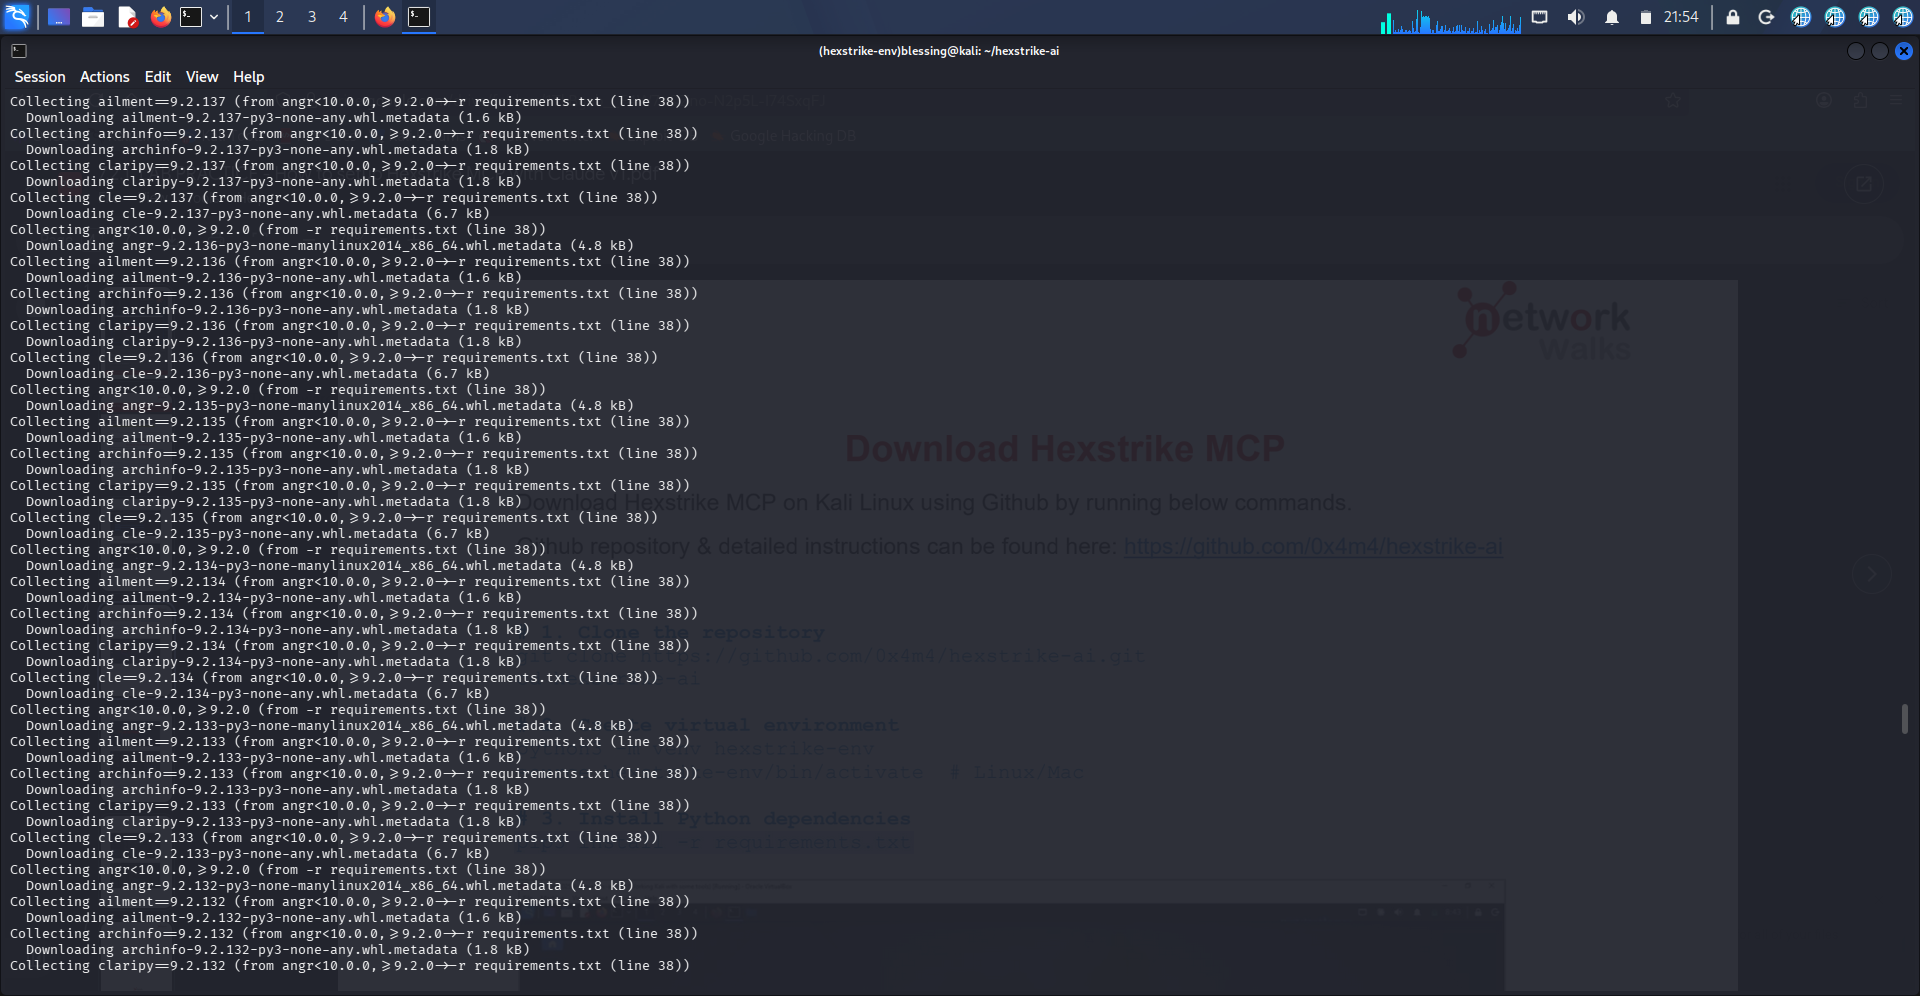 1 2 3 4 21:54
(hexstrike-env)blessing@kali: ~/hexstrike-ai
Session Actions Edit View Help
Collecting ailment==9.2.137 (from angr<10.0.0,>=9.2.0->-r requirements.txt (line 38))
Downloading ailment-9.2.137-py3-none-any.whl.metadata (1.6 kB)
Collecting archinfo==9.2.137 (from angr<10.0.0,>=9.2.0->-r requirements.txt (line 38))
Downloading archinfo-9.2.137-py3-none-any.whl.metadata (1.8 kB)
Collecting claripy==9.2.137 (from angr<10.0.0,>=9.2.0->-r requirements.txt (line 38))
Downloading claripy-9.2.137-py3-none-any.whl.metadata (1.8 kB)
Collecting cle==9.2.137 (from angr<10.0.0,>=9.2.0->-r requirements.txt (line 38))
Downloading cle-9.2.137-py3-none-any.whl.metadata (6.7 kB)
Collecting angr<10.0.0,>=9.2.0 (from -r requirements.txt (line 38))
Downloading angr-9.2.136-py3-none-manylinux2014_x86_64.whl.metadata (4.8 kB)
Collecting ailment==9.2.136 (from angr<10.0.0,>=9.2.0->-r requirements.txt (line 38))
Downloading ailment-9.2.136-py3-none-any.whl.metadata (1.6 kB)
Collecting archinfo==9.2.136 (from angr<10.0.0,>=9.2.0->-r requirements.txt (line 38))
Downloading archinfo-9.2.136-py3-none-any.whl.metadata (1.8 kB)
Collecting claripy==9.2.136 (from angr<10.0.0,>=9.2.0->-r requirements.txt (line 38))
Downloading claripy-9.2.136-py3-none-any.whl.metadata (1.8 kB)
Collecting cle==9.2.136 (from angr<10.0.0,>=9.2.0->-r requirements.txt (line 38))
Downloading cle-9.2.136-py3-none-any.whl.metadata (6.7 kB)
Collecting angr<10.0.0,>=9.2.0 (from -r requirements.txt (line 38))
Downloading angr-9.2.135-py3-none-manylinux2014_x86_64.whl.metadata (4.8 kB)
Collecting ailment==9.2.135 (from angr<10.0.0,>=9.2.0->-r requirements.txt (line 38))
Downloading ailment-9.2.135-py3-none-any.whl.metadata (1.6 kB)
Collecting archinfo==9.2.135 (from angr<10.0.0,>=9.2.0->-r requirements.txt (line 38))
Downloading archinfo-9.2.135-py3-none-any.whl.metadata (1.8 kB)
Collecting claripy==9.2.135 (from angr<10.0.0,>=9.2.0->-r requirements.txt (line 38))
Downloading claripy-9.2.135-py3-none-any.whl.metadata (1.8 kB)
Collecting cle==9.2.135 (from angr<10.0.0,>=9.2.0->-r requirements.txt (line 38))
Downloading cle-9.2.135-py3-none-any.whl.metadata (6.7 kB)
Collecting angr<10.0.0,>=9.2.0 (from -r requirements.txt (line 38))
Downloading angr-9.2.134-py3-none-manylinux2014_x86_64.whl.metadata (4.8 kB)
Collecting ailment==9.2.134 (from angr<10.0.0,>=9.2.0->-r requirements.txt (line 38))
Downloading ailment-9.2.134-py3-none-any.whl.metadata (1.6 kB)
Collecting archinfo==9.2.134 (from angr<10.0.0,>=9.2.0->-r requirements.txt (line 38))
Downloading archinfo-9.2.134-py3-none-any.whl.metadata (1.8 kB)
Collecting claripy==9.2.134 (from angr<10.0.0,>=9.2.0->-r requirements.txt (line 38))
Downloading claripy-9.2.134-py3-none-any.whl.metadata (1.8 kB)
Collecting cle==9.2.134 (from angr<10.0.0,>=9.2.0->-r requirements.txt (line 38))
Downloading cle-9.2.134-py3-none-any.whl.metadata (6.7 kB)
Collecting angr<10.0.0,>=9.2.0 (from -r requirements.txt (line 38))
Downloading angr-9.2.133-py3-none-manylinux2014_x86_64.whl.metadata (4.8 kB)
Collecting ailment==9.2.133 (from angr<10.0.0,>=9.2.0->-r requirements.txt (line 38))
Downloading ailment-9.2.133-py3-none-any.whl.metadata (1.6 kB)
Collecting archinfo==9.2.133 (from angr<10.0.0,>=9.2.0->-r requirements.txt (line 38))
Downloading archinfo-9.2.133-py3-none-any.whl.metadata (1.8 kB)
Collecting claripy==9.2.133 (from angr<10.0.0,>=9.2.0->-r requirements.txt (line 38))
Downloading claripy-9.2.133-py3-none-any.whl.metadata (1.8 kB)
Collecting cle==9.2.133 (from angr<10.0.0,>=9.2.0->-r requirements.txt (line 38))
Downloading cle-9.2.133-py3-none-any.whl.metadata (6.7 kB)
Collecting angr<10.0.0,>=9.2.0 (from -r requirements.txt (line 38))
Downloading angr-9.2.132-py3-none-manylinux2014_x86_64.whl.metadata (4.8 kB)
Collecting ailment==9.2.132 (from angr<10.0.0,>=9.2.0->-r requirements.txt (line 38))
Downloading ailment-9.2.132-py3-none-any.whl.metadata (1.6 kB)
Collecting archinfo==9.2.132 (from angr<10.0.0,>=9.2.0->-r requirements.txt (line 38))
Downloading archinfo-9.2.132-py3-none-any.whl.metadata (1.8 kB)
Collecting claripy==9.2.132 (from angr<10.0.0,>=9.2.0->-r requirements.txt (line 38))
Google Hacking DB
network
Walks
Download Hexstrike MCP
Download Hexstrike MCP on Kali Linux using Github by running below commands.
Github repository & detailed instructions can be found here: https://github.com/0x4m4/hexstrike-ai
1. Clone the repository
clone https://github.com/0x4m4/hexstrike-ai.git
virtual environment
hexstrike-env
-env/bin/activate # Linux/Mac
3. Install Python dependencies
-r requirements.txt